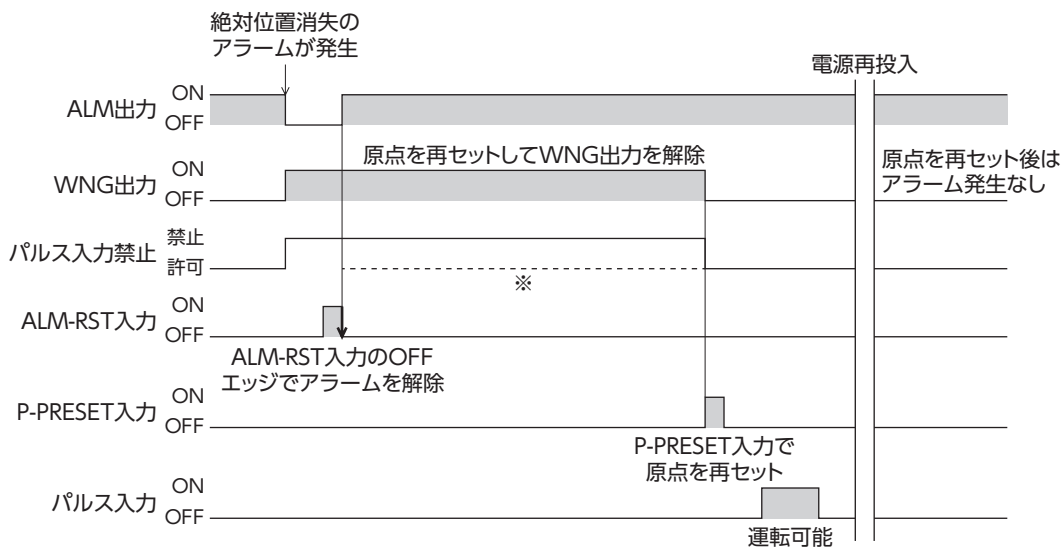 絶対位置消失の
アラームが発生
電源再投入
ALM出力
ON
OFF
原点を再セットしてWNG出力を解除
原点を再セット後は
アラーム発生なし
WNG出力
ON
OFF
パルス入力禁止
禁止
許可
※
ALM-RST入力
ON
OFF
ALM-RST入力のOFF
エッジでアラームを解除
P-PRESET入力
ON
OFF
P-PRESET入力で
原点を再セット
パルス入力
ON
OFF
運転可能